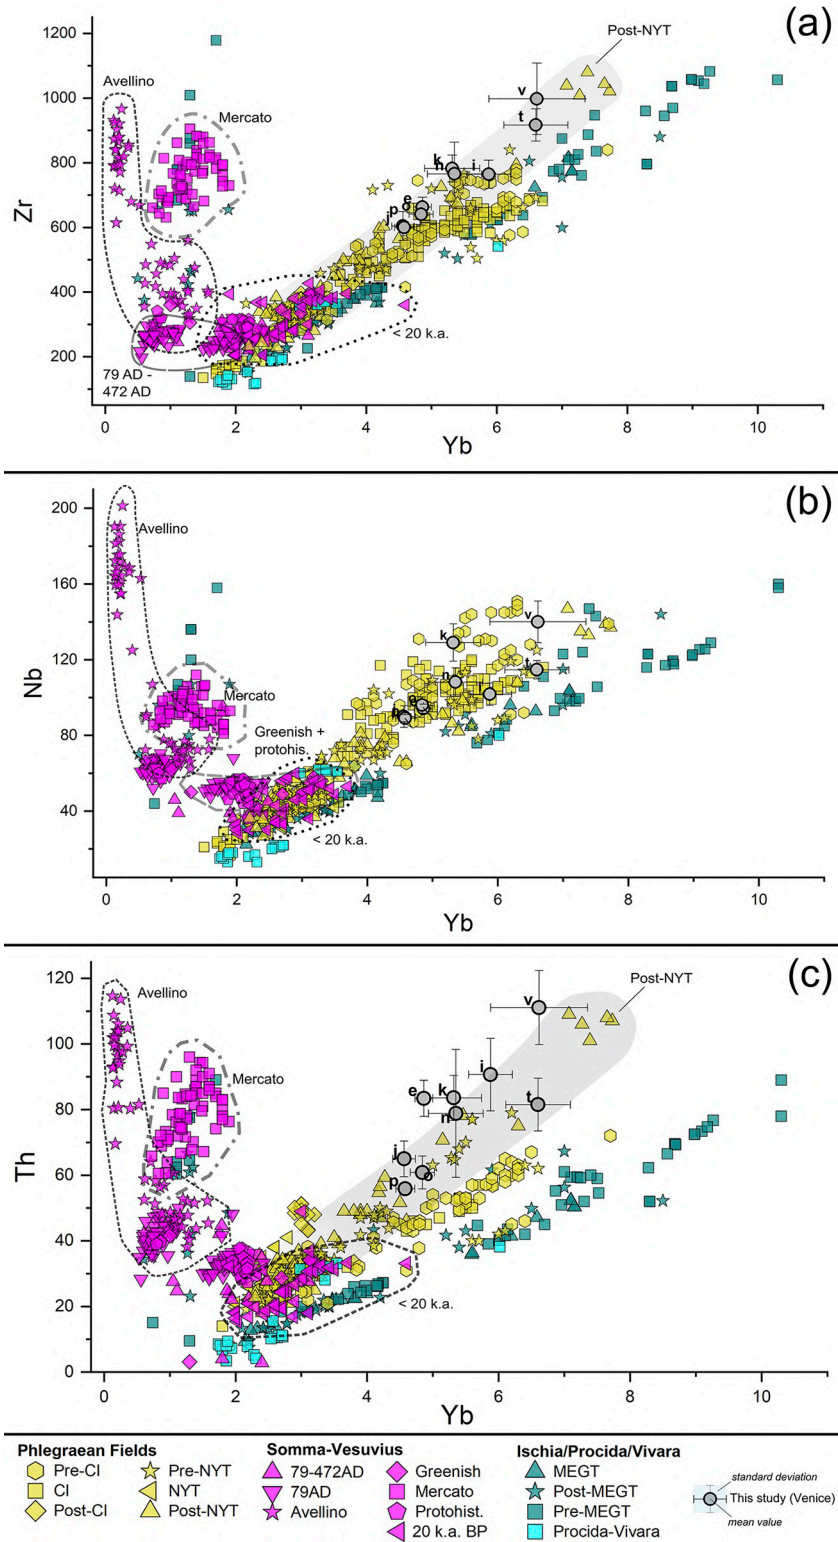 (a)
Post-NYT
Avellino
Mercato
v
t
k
n
i
e
o
p
j
< 20 k.a.
79 AD -
472 AD
1200
1000
800
600
400
200
Zr
0 2 4 6 8 10
Yb
(b)
Avellino
Mercato
Greenish +
protohis.
v
k
t
n
i
e
p
< 20 k.a.
200
160
120
80
40
Nb
0 2 4 6 8 10
Yb
(c)
Post-NYT
Avellino
Mercato
v
i
e
k
n
t
j
o
p
< 20 k.a.
120
100
80
60
40
20
0
Th
0 2 4 6 8 10
Yb
Phlegraean Fields
Pre-CI Pre-NYT
CI NYT
Post-CI Post-NYT
Somma-Vesuvius
79-472AD Greenish
79AD Mercato
Avellino Protohist.
20 k.a. BP
Ischia/Procida/Vivara
MEGT
Post-MEGT
Pre-MEGT
Procida-Vivara
standard deviation
This study (Venice)
mean value